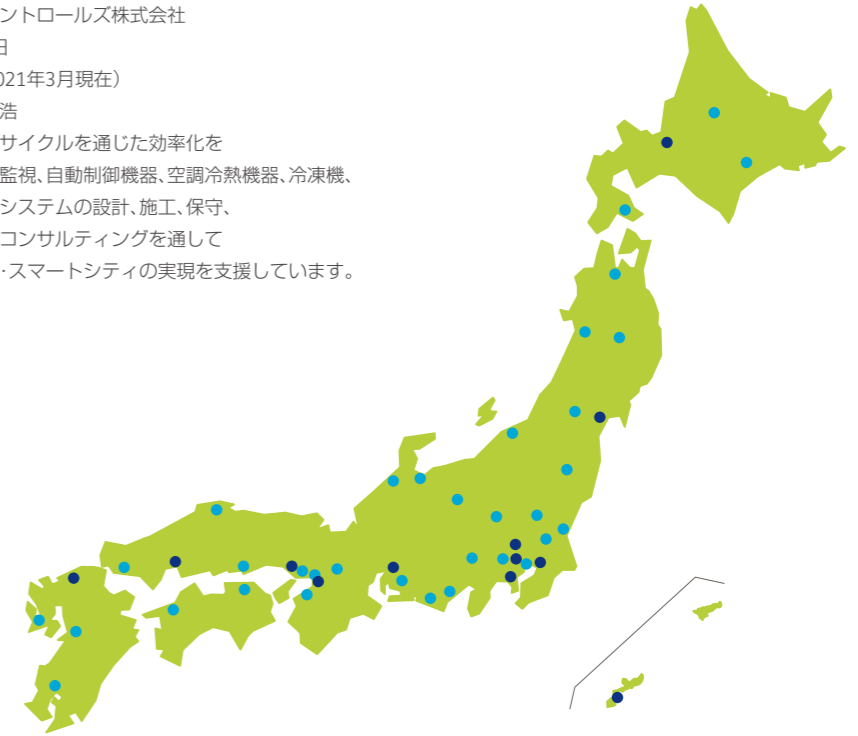 ントロールズ株式会社
日
021年3月現在）
浩
サイクルを通じた効率化を
監視、自動制御機器、空調冷熱機器、冷凍機、
システムの設計、施工、保守、
コンサルティングを通して
・スマートシティの実現を支援しています。